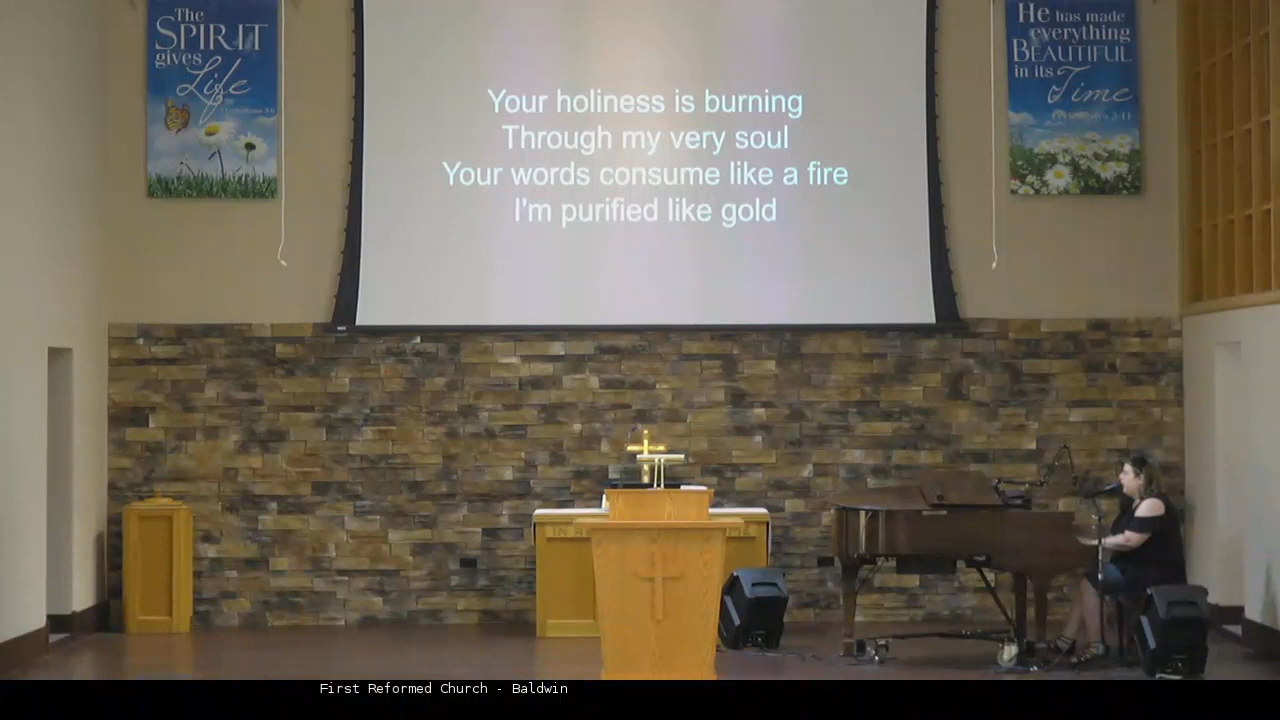 The
SPIRIT
gives
Life
He has made
everything
BEAUTIFUL
in its
Time
Your holiness is burning
Through my very soul
Your words consume like a fire
I'm purified like gold
First Reformed Church - Baldwin